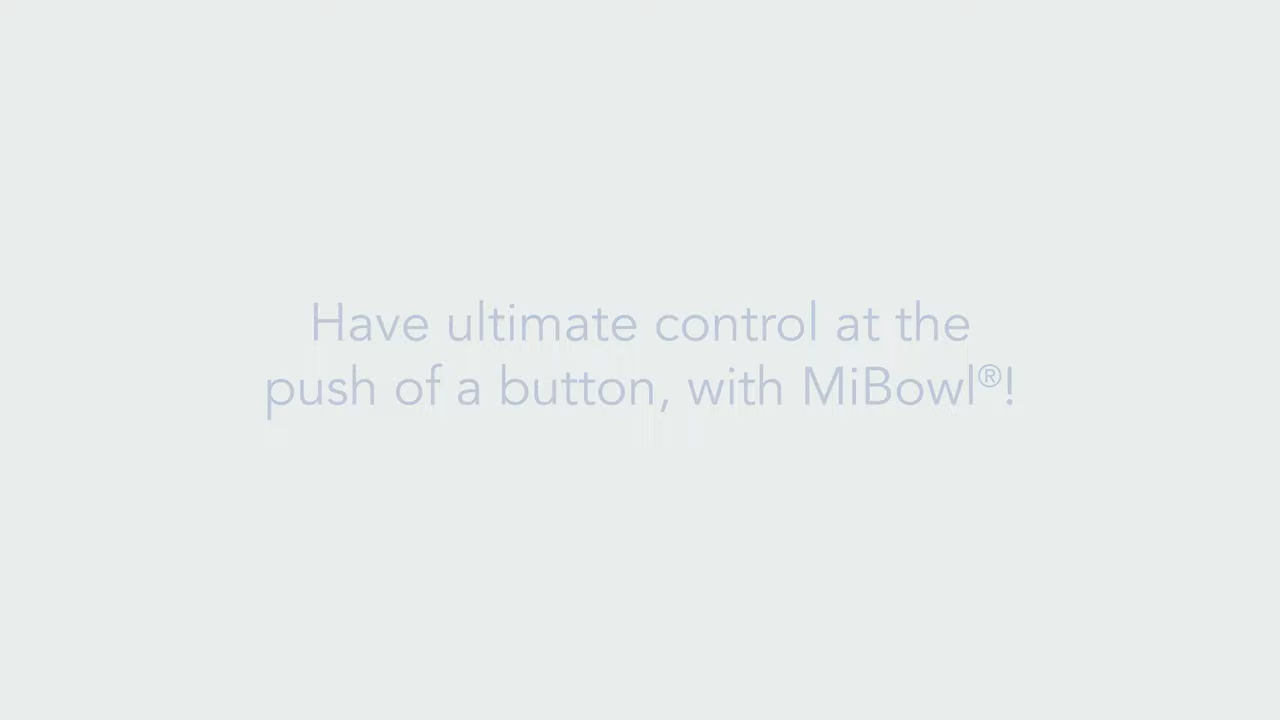 Have ultimate control at the
push of a button, with MiBowl®!